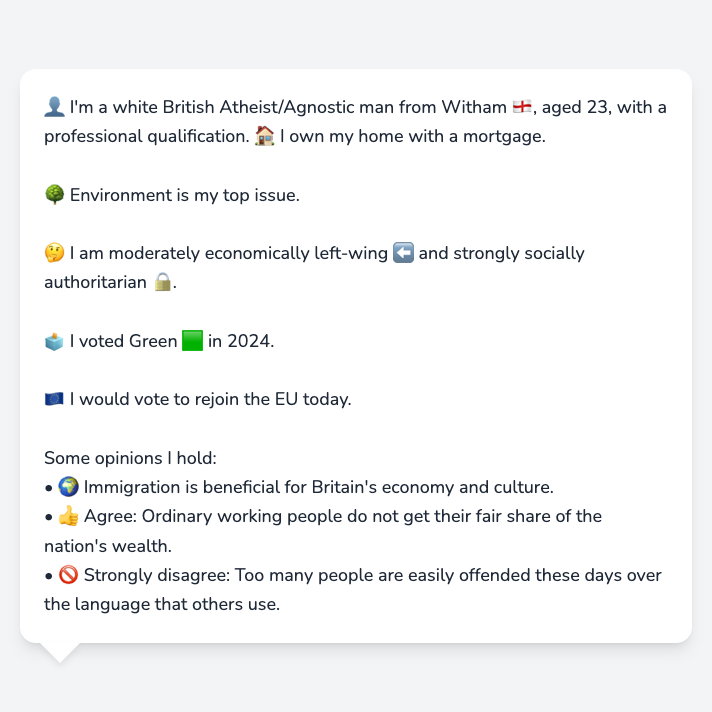 👤 I'm a white British Atheist/Agnostic man from Witham 🏴󠁧󠁢󠁥󠁮󠁧󠁿, aged 23, with a
professional qualification. 🏠 I own my home with a mortgage.
🌳 Environment is my top issue.
🤔 I am moderately economically left-wing ⬅️ and strongly socially
authoritarian 🔒.
🗳️ I voted Green 🟩 in 2024.
🇪🇺 I would vote to rejoin the EU today.
Some opinions I hold:
• 🌍 Immigration is beneficial for Britain's economy and culture.
• 👍 Agree: Ordinary working people do not get their fair share of the
nation's wealth.
• 🚫 Strongly disagree: Too many people are easily offended these days over
the language that others use.